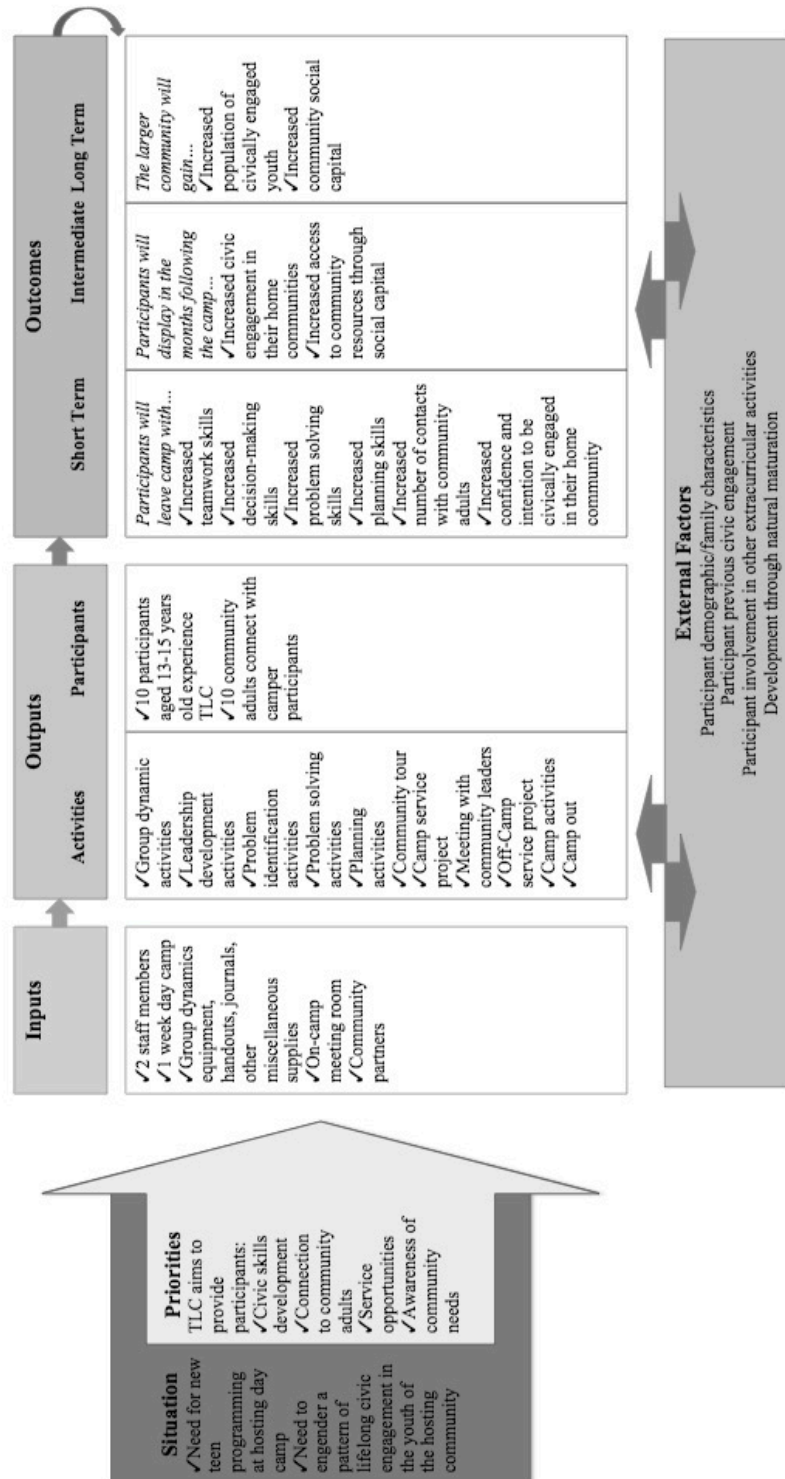 Situation
✓Need for new
teen
programming
at hosting day
camp
✓Need to
engender a
pattern of
lifelong civic
engagement in
the youth of
the hosting
community
Priorities
TLC aims to
provide
participants:
✓Civic skills
development
✓Connection
to community
adults
✓Service
opportunities
✓Awareness of
community
needs
Inputs
✓2 staff members
✓1 week day camp
✓Group dynamics
equipment,
handouts, journals,
other
miscellaneous
supplies
✓On-camp
meeting room
✓Community
partners
Outputs
Activities
Participants
✓Group dynamic
activities
✓Leadership
development
activities
✓Problem
identification
activities
✓Problem solving
activities
✓Planning
activities
✓Community tour
✓Camp service
project
✓Meeting with
community leaders
✓Off-Camp
service project
✓Camp activities
✓Camp out
✓10 participants
aged 13-15 years
old experience
TLC
✓10 community
adults connect with
camper
participants
Outcomes
Short Term
Intermediate
Long Term
Participants will
leave camp with…
✓Increased
teamwork skills
✓Increased
decision-making
skills
✓Increased
problem solving
skills
✓Increased
planning skills
✓Increased
number of contacts
with community
adults
✓Increased
confidence and
intention to be
civically engaged
in their home
community
Participants will
display in the
months following
the camp…
✓Increased civic
engagement in
their home
communities
✓Increased access
to community
resources through
social capital
The larger
community will
gain…
✓Increased
population of
civically engaged
youth
✓Increased
community social
capital
External Factors
Participant demographic/family characteristics
Participant previous civic engagement
Participant involvement in other extracurricular activities
Development through natural maturation